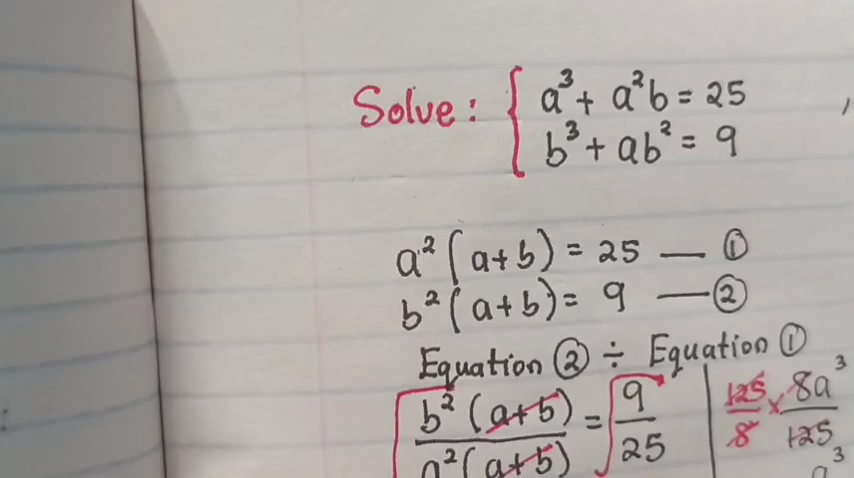 Solve : { a³ + a²b = 25
b³ + ab² = 9
a²(a+b) = 25 — ①
b²(a+b) = 9 — ②
Equation ② ÷ Equation ①
b²(a+b) / a²(a+b) = 9/25
125/8 × 8a³/125
a³